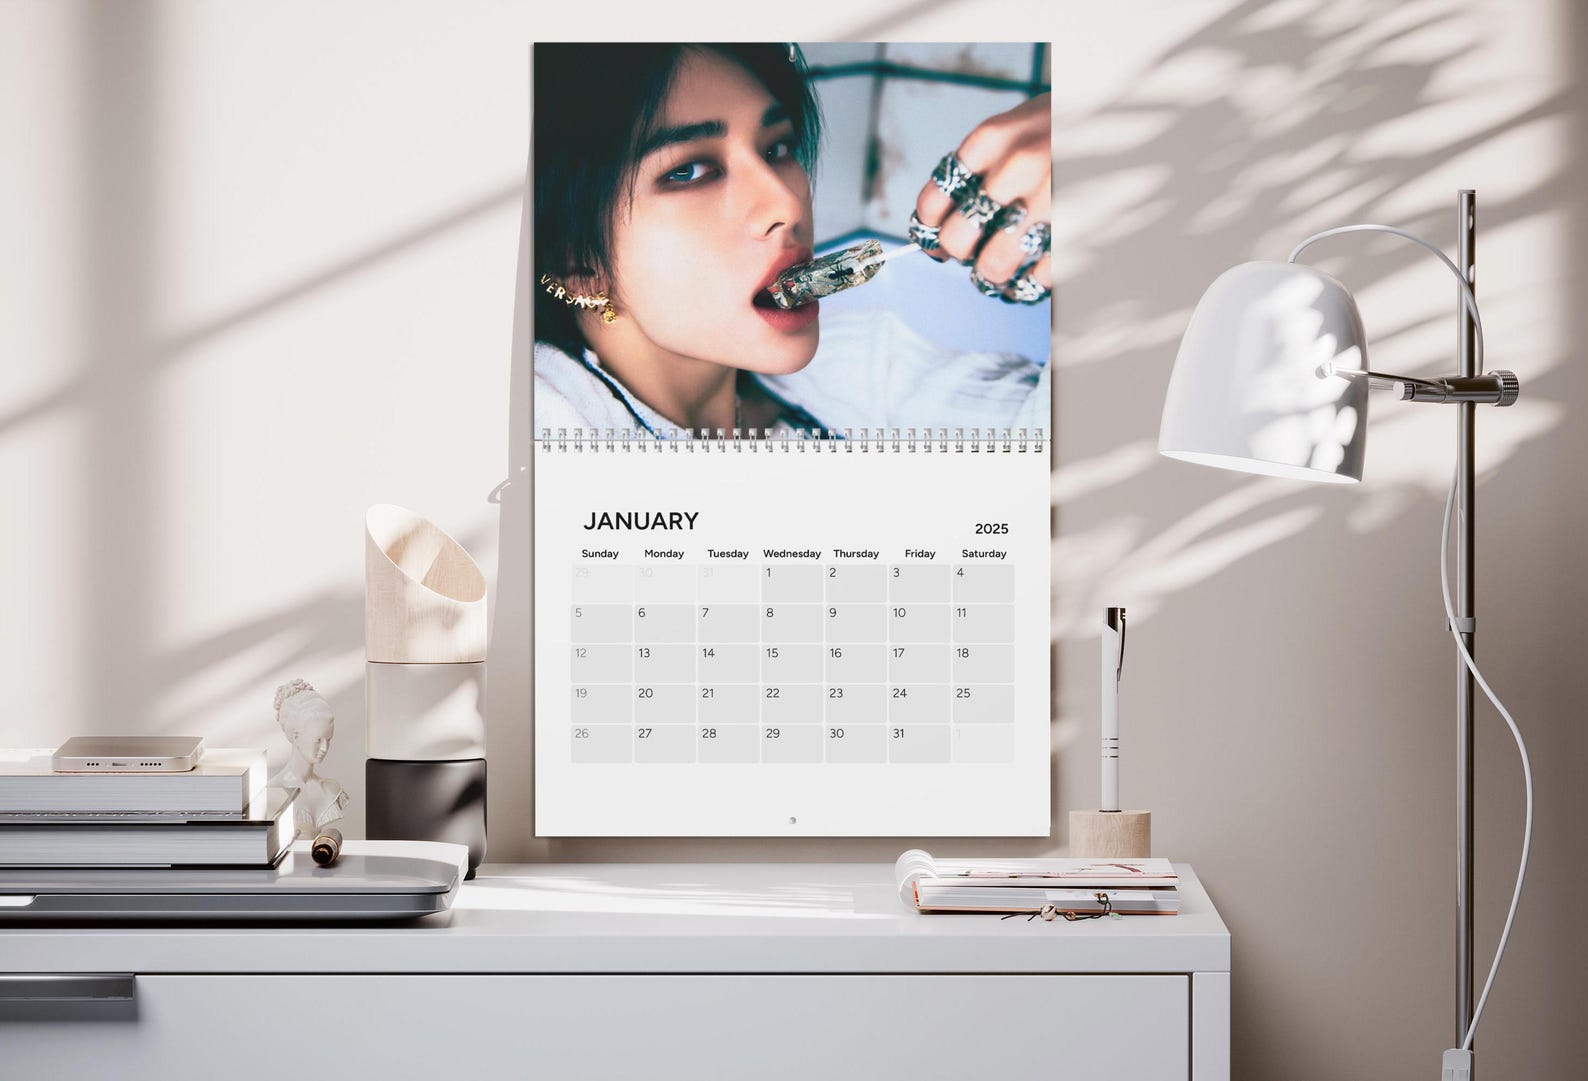 VERSACE
JANUARY
2025
Sunday Monday Tuesday Wednesday Thursday Friday Saturday
29 30 31 1 2 3 4
5 6 7 8 9 10 11
12 13 14 15 16 17 18
19 20 21 22 23 24 25
26 27 28 29 30 31 1